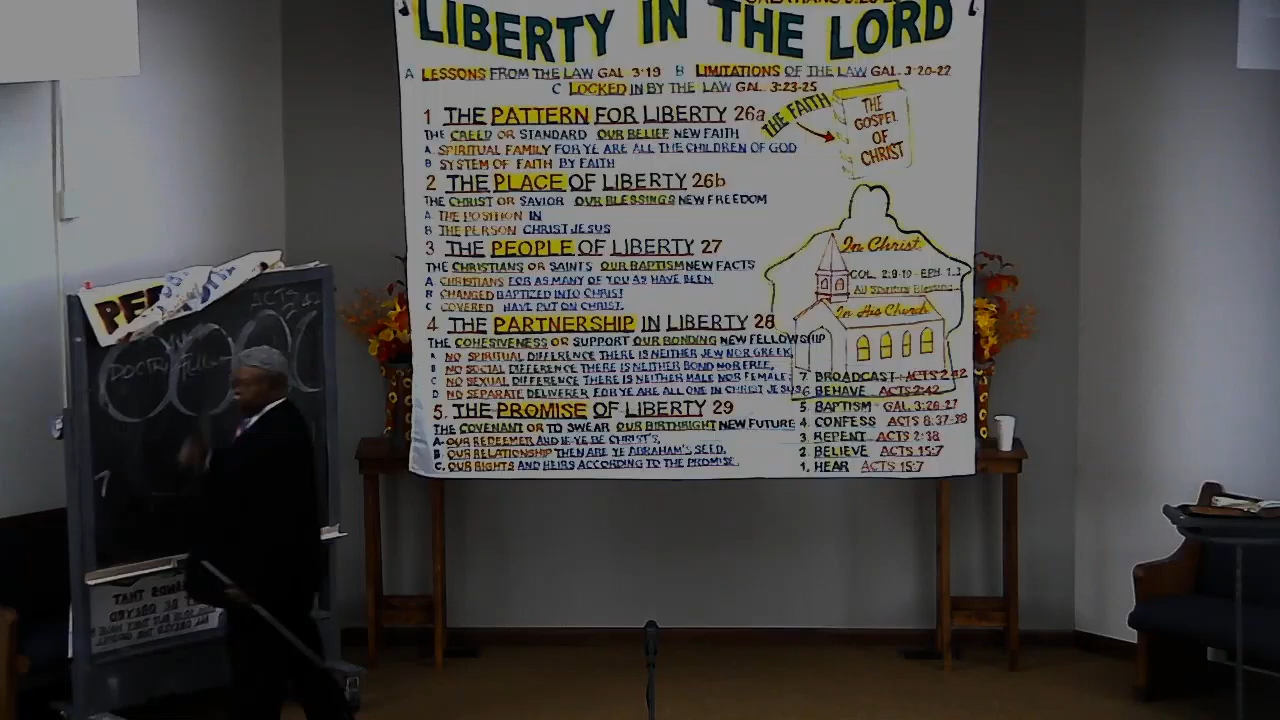 LIBERTY IN THE LORD
A LESSONS FROM THE LAW GAL 3:19 B LIMITATIONS OF THE LAW GAL. 3:20-22
C LOCKED IN BY THE LAW GAL. 3:23-25
1 THE PATTERN FOR LIBERTY 26a
THE CREED OR STANDARD OUR BELIEF NEW FAITH
A. SPIRITUAL FAMILY FOR YE ARE ALL THE CHILDREN OF GOD
B SYSTEM OF FAITH BY FAITH
2 THE PLACE OF LIBERTY 26b
THE CHRIST OR SAVIOR OUR BLESSINGS NEW FREEDOM
A THE POSITION IN
B THE PERSON CHRIST JESUS
3 THE PEOPLE OF LIBERTY 27
THE CHRISTIANS OR SAINTS OUR BAPTISM NEW FACTS
A CHRISTIANS FOR AS MANY OF YOU AS HAVE BEEN
B CHANGED BAPTIZED INTO CHRIST
C COVERED HAVE PUT ON CHRIST.
4 THE PARTNERSHIP IN LIBERTY 28
THE COHESIVENESS OR SUPPORT OUR BONDING NEW FELLOWSHIP
A NO SPIRITUAL DIFFERENCE THERE IS NEITHER JEW NOR GREEK,
B NO SOCIAL DIFFERENCE THERE IS NEITHER BOND NOR FREE,
C NO SEXUAL DIFFERENCE THERE IS NEITHER MALE NOR FEMALE;
D NO SEPARATE DELIVERER FOR YE ARE ALL ONE IN CHRIST JESUS
5. THE PROMISE OF LIBERTY 29
THE COVENANT OR TO SWEAR OUR BIRTHRIGHT NEW FUTURE
A. OUR REDEEMER AND IF YE BE CHRIST'S,
B. OUR RELATIONSHIP THEN ARE YE ABRAHAM'S SEED,
C. OUR RIGHTS AND HEIRS ACCORDING TO THE PROMISE.
THE FAITH
THE
GOSPEL
OF
CHRIST
In Christ
COL. 2:9-10 - EPH. 1:3
All Spiritual Blessings
In His Church
7 BROADCAST ACTS 2:42
6 BEHAVE ACTS 2:42
5. BAPTISM - GAL. 3:26-27
4. CONFESS ACTS 8:37-38
3. REPENT ACTS 2:38
2. BELIEVE ACTS 15:7
1. HEAR ACTS 15:7
ACTS 2:42